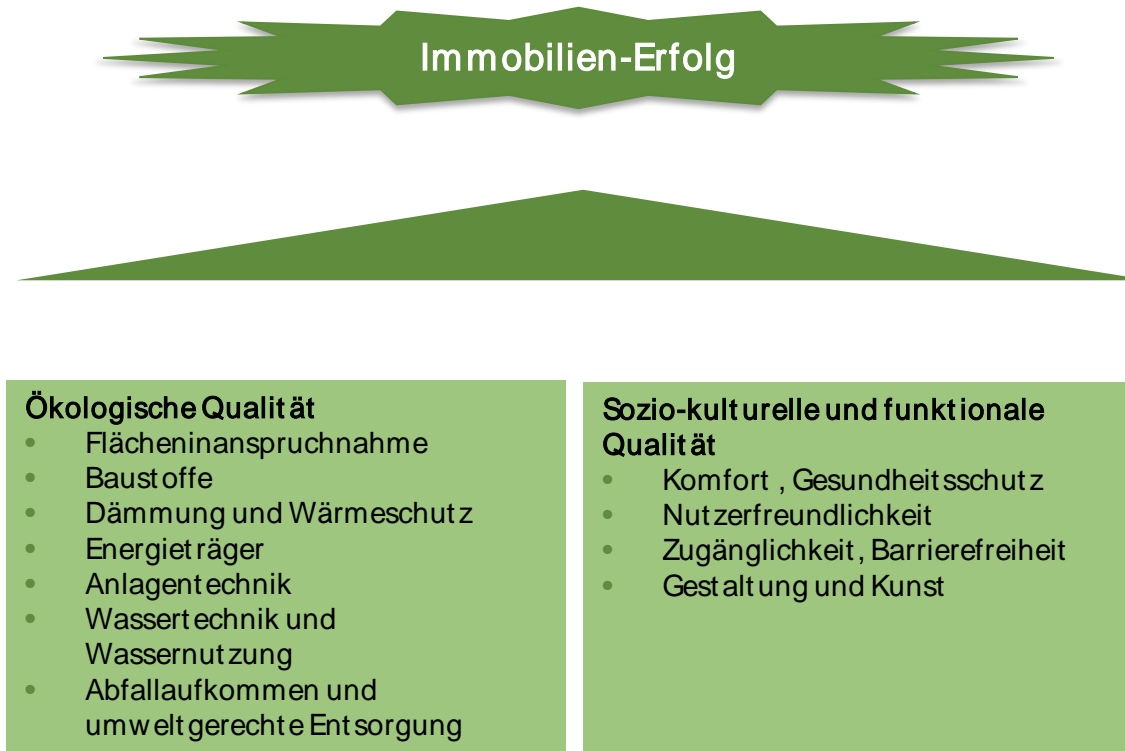 Immobilien-Erfolg
Ökologische Qualität
• Flächeninanspruchnahme
• Baustoffe
• Dämmung und Wärmeschutz
• Energieträger
• Anlagentechnik
• Wassertechnik und
Wassernutzung
• Abfallaufkommen und
umweltgerechte Entsorgung
Sozio-kulturelle und funktionale
Qualität
• Komfort , Gesundheitsschutz
• Nutzerfreundlichkeit
• Zugänglichkeit, Barrierefreiheit
• Gestaltung und Kunst